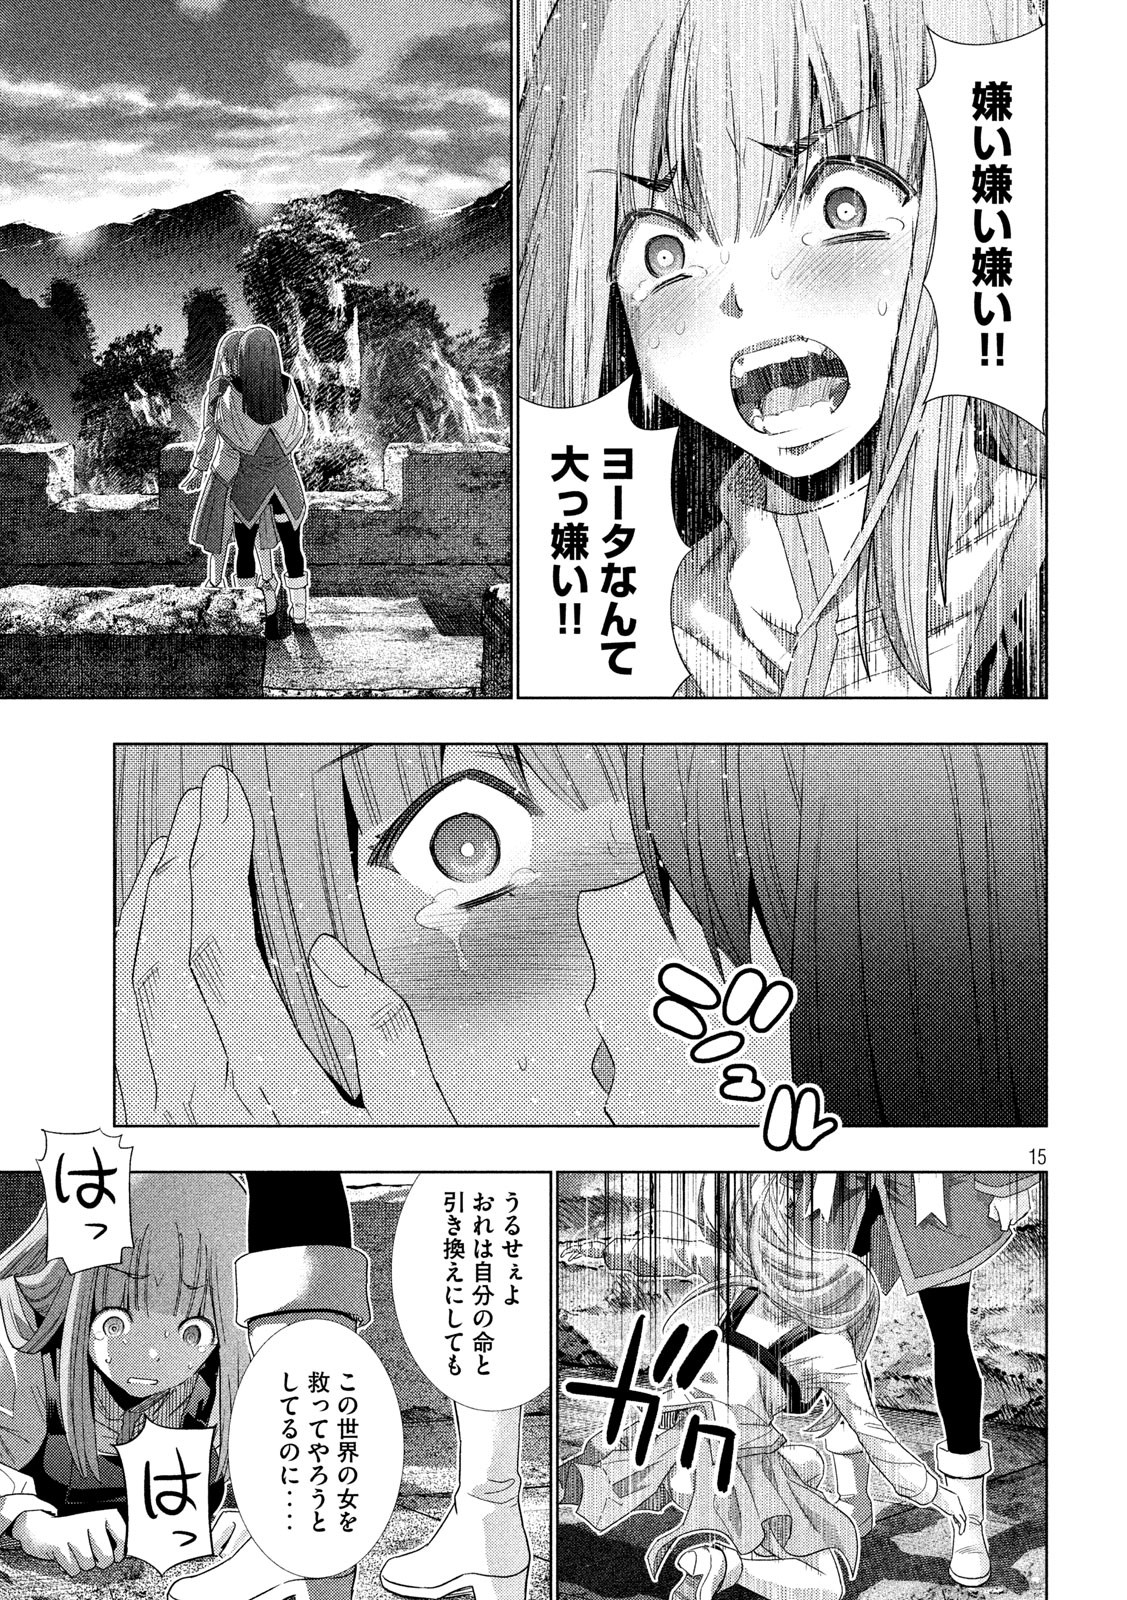 嫌い嫌い嫌い!!
ヨータなんて
大っ嫌い!!
ジジュルル
15
ガク
うるせぇよ
おれは自分の命と
引き換えにしても
この世界の女を
救ってやろうと
してるのに‥‥
はっ
はっ